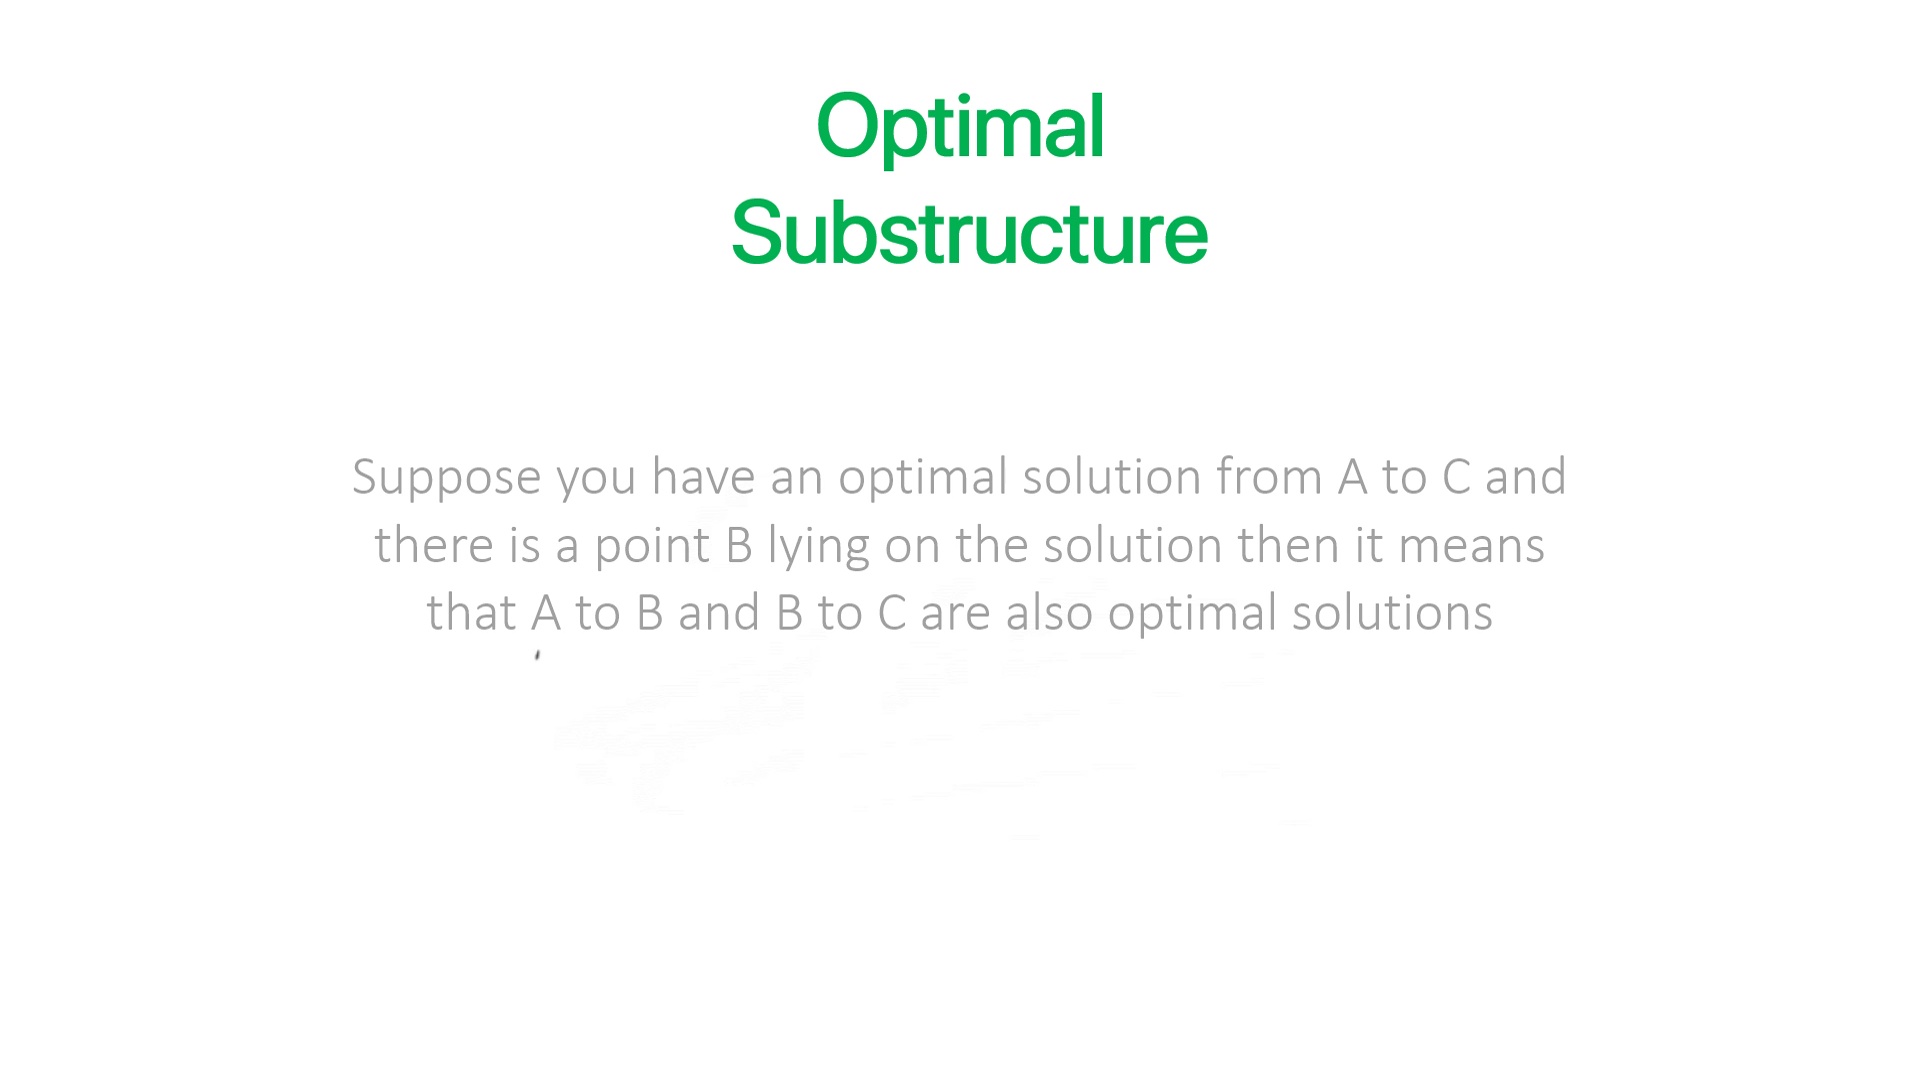 Optimal
Substructure
Suppose you have an optimal solution from A to C and
there is a point B lying on the solution then it means
that A to B and B to C are also optimal solutions